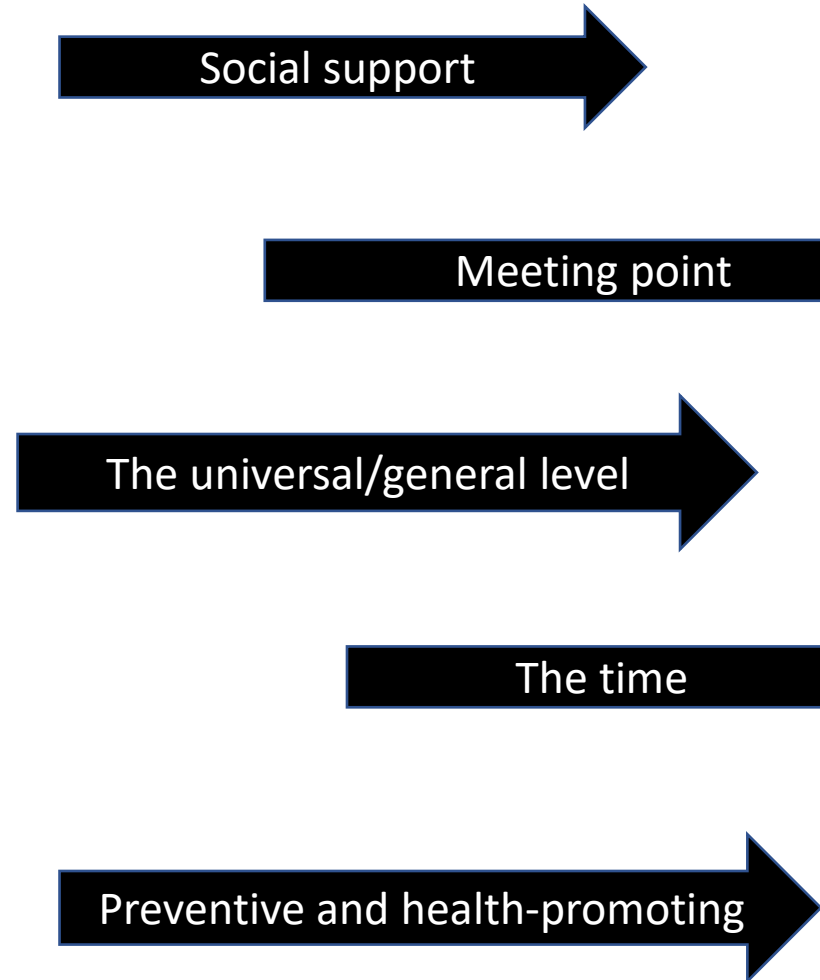 Social support
Meeting point
The universal/general level
The time
Preventive and health-promoting